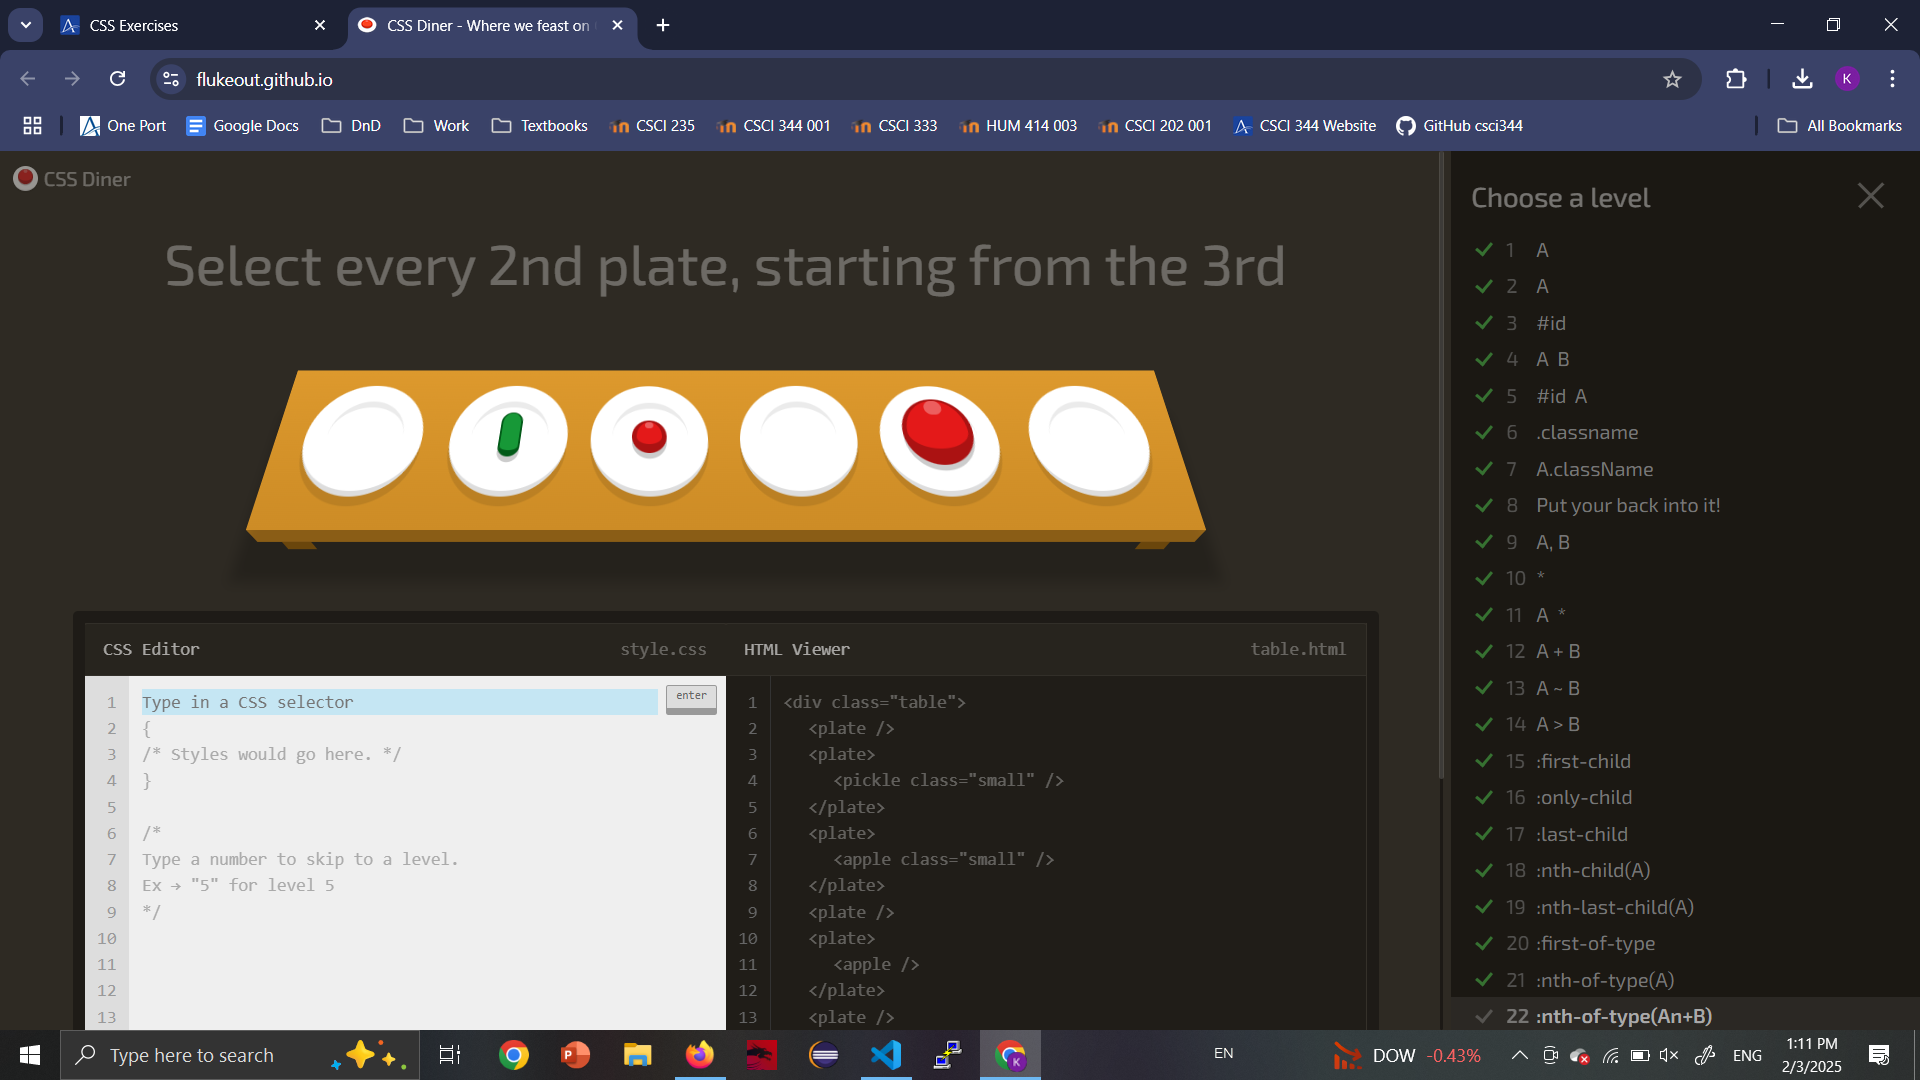 CSS Exercises
CSS Diner - Where we feast on
flukeout.github.io
K
One Port
Google Docs
DnD
Work
Textbooks
CSCI 235
CSCI 344 001
CSCI 333
HUM 414 003
CSCI 202 001
CSCI 344 Website
GitHub csci344
All Bookmarks
CSS Diner
Select every 2nd plate, starting from the 3rd
CSS Editor
style.css
enter
1 Type in a CSS selector
2 {
3 /* Styles would go here. */
4 }
5
6 /*
7 Type a number to skip to a level.
8 Ex → "5" for level 5
9 */
10
11
12
13
HTML Viewer
table.html
1 <div class="table">
2 <plate />
3 <plate>
4 <pickle class="small" />
5 </plate>
6 <plate>
7 <apple class="small" />
8 </plate>
9 <plate />
10 <plate>
11 <apple />
12 </plate>
13 <plate />
Choose a level
1 A
2 A
3 #id
4 A B
5 #id A
6 .classname
7 A.className
8 Put your back into it!
9 A, B
10 *
11 A *
12 A + B
13 A ~ B
14 A > B
15 :first-child
16 :only-child
17 :last-child
18 :nth-child(A)
19 :nth-last-child(A)
20 :first-of-type
21 :nth-of-type(A)
22 :nth-of-type(An+B)
Type here to search
P
K
EN
DOW -0.43%
ENG
1:11 PM
2/3/2025